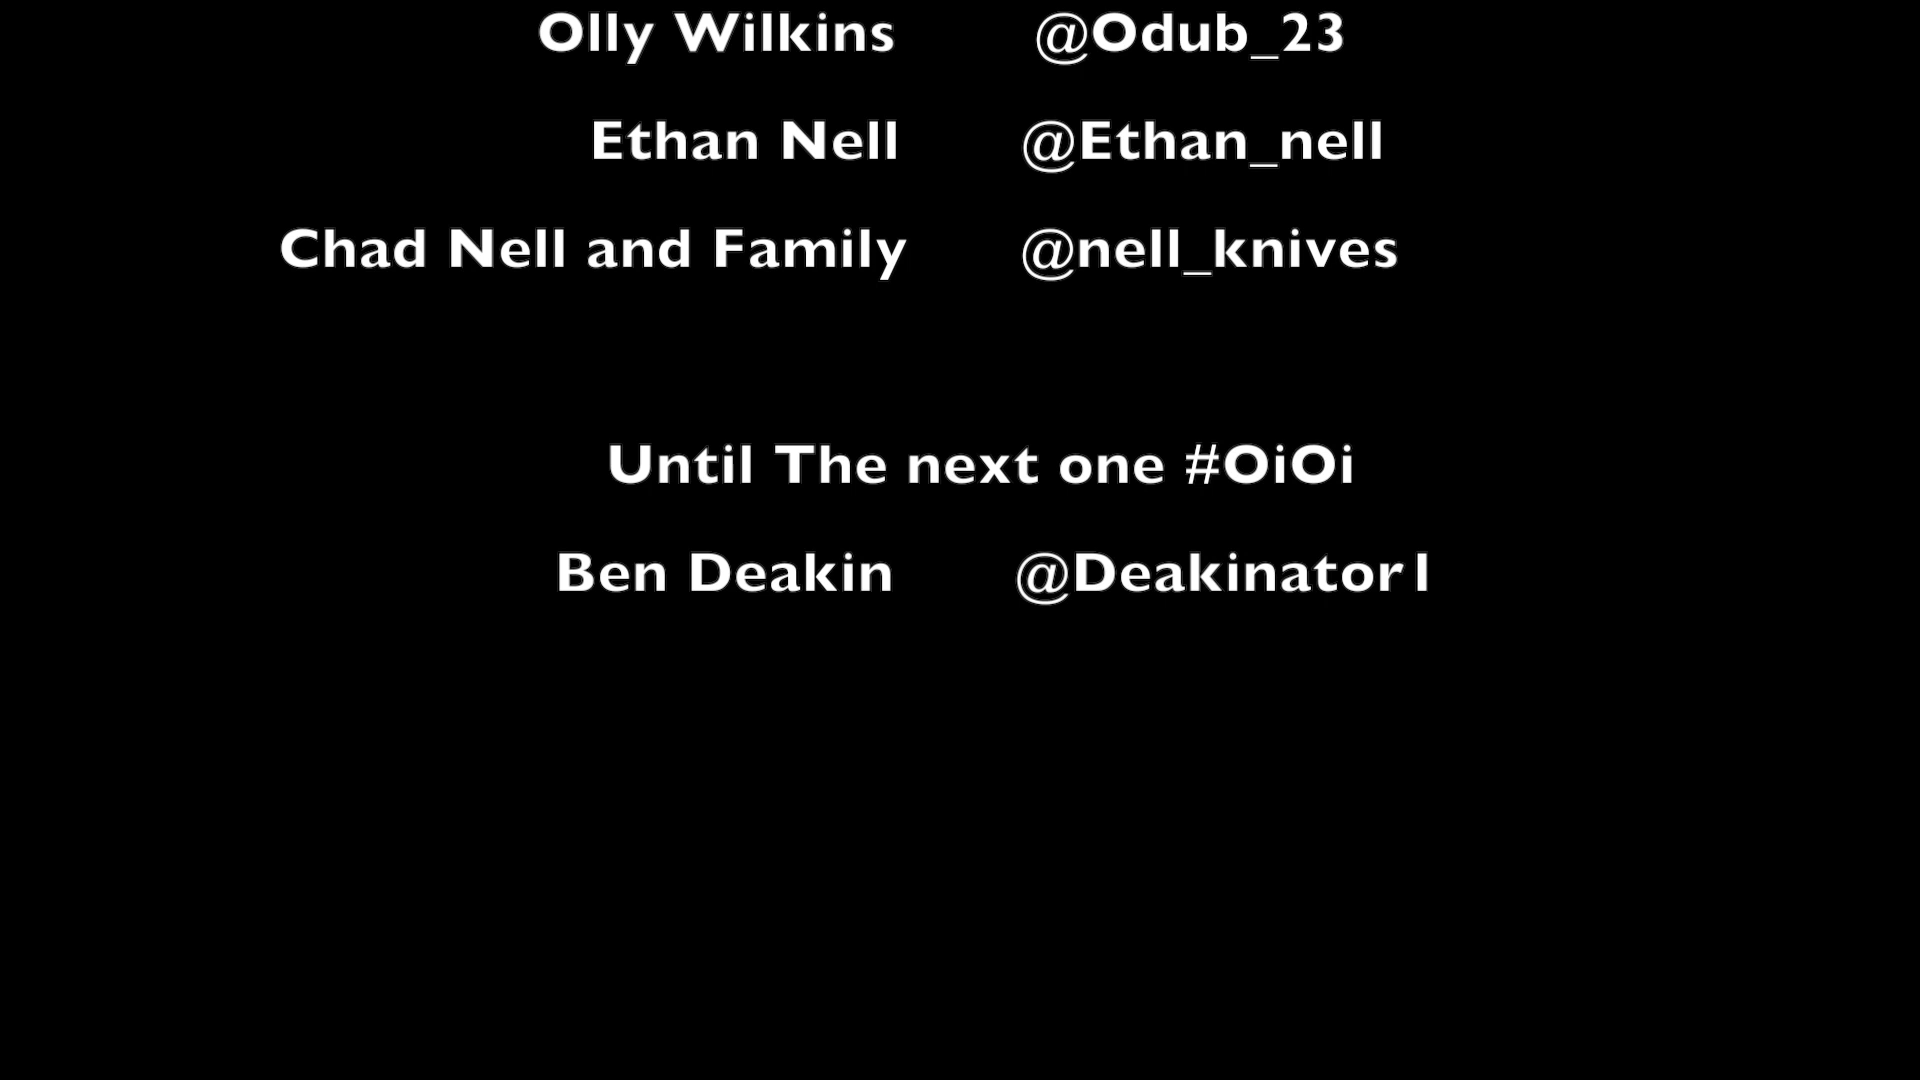 Olly Wilkins @Odub_23
Ethan Nell @Ethan_nell
Chad Nell and Family @nell_knives
Until The next one #OiOi
Ben Deakin @Deakinator1